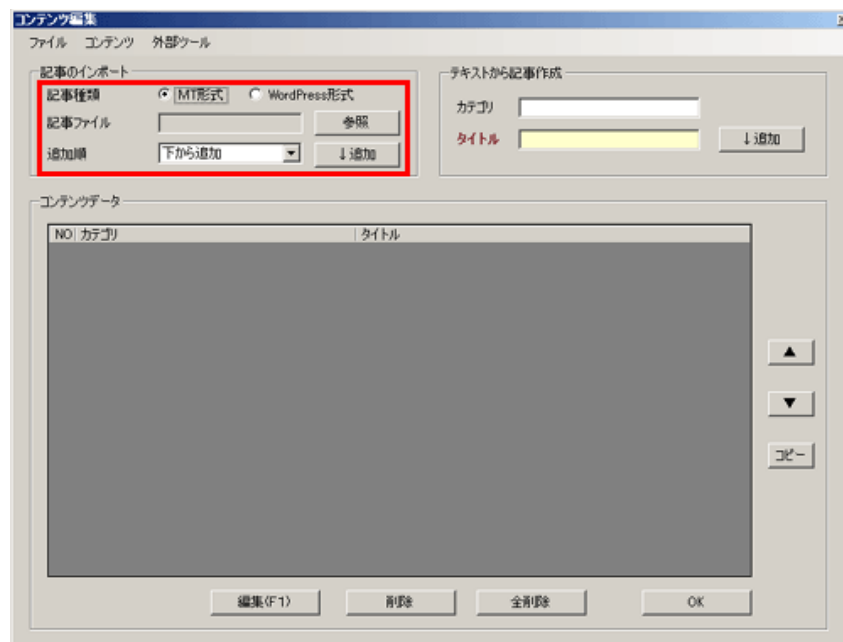 コンテンツ編集
ファイル コンテンツ 外部ツール
記事のインポート
記事種類 MT形式 WordPress形式
記事ファイル 参照
追加順 下から追加 ↓追加
テキストから記事作成
カテゴリ
タイトル ↓追加
コンテンツデータ
NO カテゴリ タイトル
▲
▼
コピー
編集(F1) 削除 全削除 OK